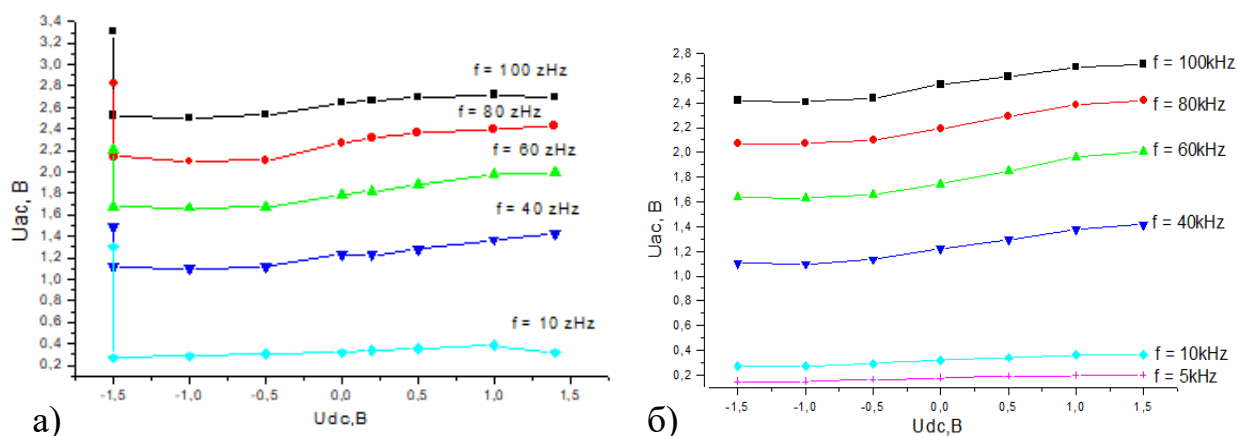 3,4
3,2
3,0
2,8
2,6
2,4
2,2
2,0
1,8
1,6
1,4
1,2
1,0
0,8
0,6
0,4
0,2
Uac, B
f = 100 zHz
f = 80 zHz
f = 60 zHz
f = 40 zHz
f = 10 zHz
-1,5 -1,0 -0,5 0,0 0,5 1,0 1,5
Udc,B
а)
2,8
2,6
2,4
2,2
2,0
1,8
1,6
1,4
1,2
1,0
0,8
0,6
0,4
0,2
Uac, B
f = 100kHz
f = 80kHz
f = 60kHz
f = 40kHz
f = 10kHz
f = 5kHz
-1,5 -1,0 -0,5 0,0 0,5 1,0 1,5
Udc,B
б)